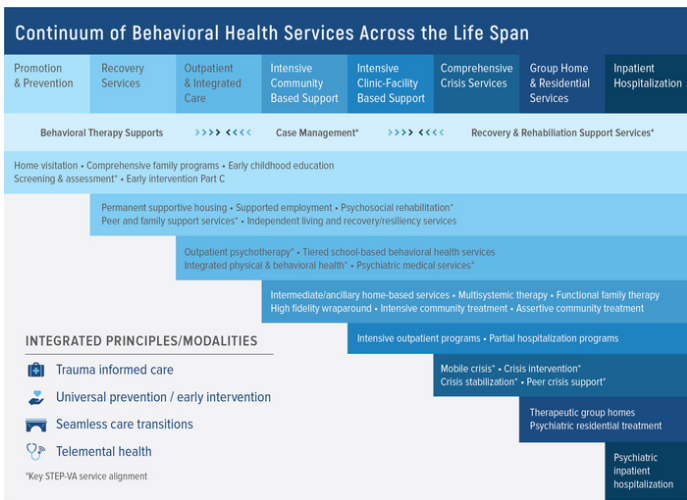 Continuum of Behavioral Health Services Across the Life Span
Promotion
& Prevention
Recovery
Services
Outpatient
& Integrated
Care
Intensive
Community
Based Support
Intensive
Clinic-Facility
Based Support
Comprehensive
Crisis Services
Group Home
& Residential
Services
Inpatient
Hospitalization
Behavioral Therapy Supports >>>> <<<< Case Management* >>>> <<<< Recovery & Rehabiliation Support Services*
Home visitation • Comprehensive family programs • Early childhood education
Screening & assessment* • Early intervention Part C
Permanent supportive housing • Supported employment • Psychosocial rehabilitation*
Peer and family support services* • Independent living and recovery/resiliency services
Outpatient psychotherapy* • Tiered school-based behavioral health services
Integrated physical & behavioral health* • Psychiatric medical services*
Intermediate/ancillary home-based services • Multisystemic therapy • Functional family therapy
High fidelity wraparound • Intensive community treatment • Assertive community treatment
Intensive outpatient programs • Partial hospitalization programs
Mobile crisis* • Crisis intervention*
Crisis stabilization* • Peer crisis support*
Therapeutic group homes
Psychiatric residential treatment
Psychiatric
inpatient
hospitalization
INTEGRATED PRINCIPLES/MODALITIES
Trauma informed care
Universal prevention / early intervention
Seamless care transitions
Telemental health
*Key STEP-VA service alignment